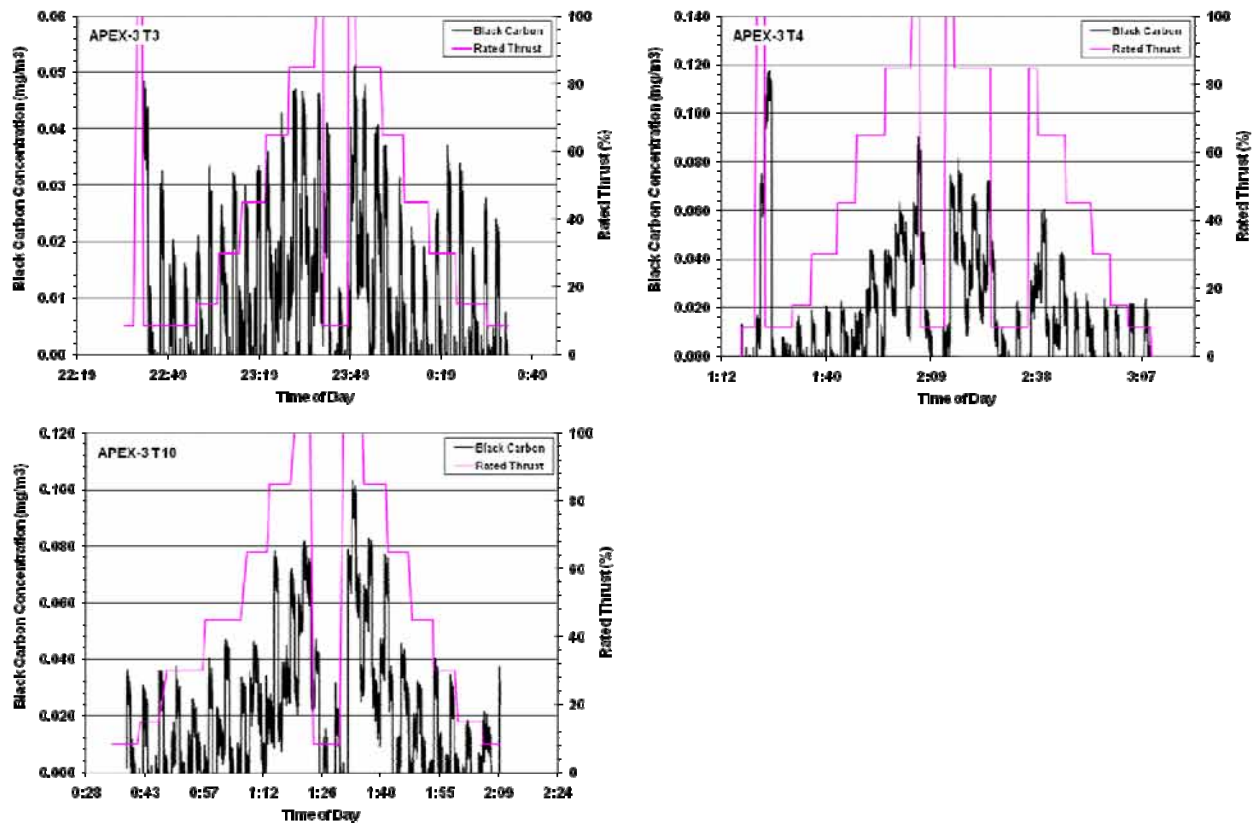 APEX-3 T3
Black Carbon
Rated Thrust
Black Carbon Concentration (mg/m3)
0.06
0.05
0.04
0.03
0.02
0.01
0.00
100
80
60
40
20
0
Rated Thrust (%)
22:19 22:49 23:19 23:49 0:19 0:49
Time of Day
APEX-3 T4
Black Carbon
Rated Thrust
Black Carbon Concentration (mg/m3)
0.140
0.120
0.100
0.080
0.060
0.040
0.020
0.000
100
80
60
40
20
0
Rated Thrust (%)
1:12 1:40 2:09 2:38 3:07
Time of Day
APEX-3 T10
Black Carbon
Rated Thrust
Black Carbon Concentration (mg/m3)
0.120
0.100
0.080
0.060
0.040
0.020
0.000
100
80
60
40
20
0
Rated Thrust (%)
0:28 0:43 0:57 1:12 1:26 1:40 1:55 2:09 2:24
Time of Day